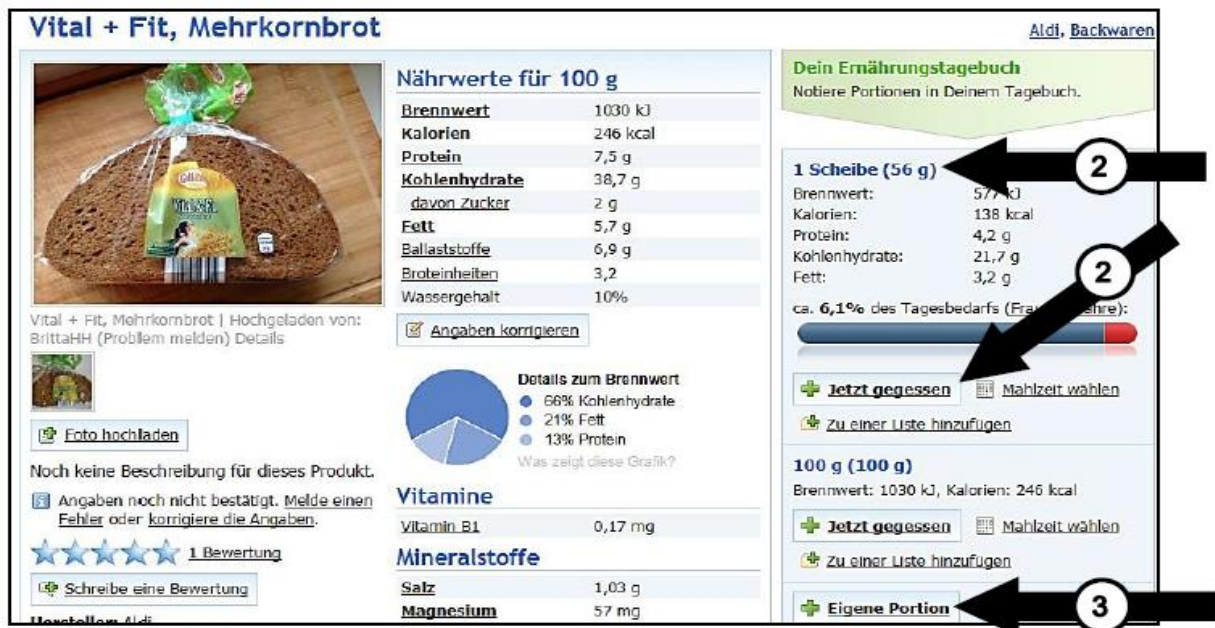 Vital + Fit, Mehrkornbrot
Aldi, Backwaren
Vital + Fit, Mehrkornbrot | Hochgeladen von:
BrittaHH (Problem melden) Details
Foto hochladen
Noch keine Beschreibung für dieses Produkt.
Angaben noch nicht bestätigt. Melde einen
Fehler oder korrigiere die Angaben.
1 Bewertung
Schreibe eine Bewertung
Hersteller: Aldi
Nährwerte für 100 g
Brennwert 1030 kJ
Kalorien 246 kcal
Protein 7,5 g
Kohlenhydrate 38,7 g
davon Zucker 2 g
Fett 5,7 g
Ballaststoffe 6,9 g
Broteinheiten 3,2
Wassergehalt 10%
Angaben korrigieren
Details zum Brennwert
66% Kohlenhydrate
21% Fett
13% Protein
Was zeigt diese Grafik?
Vitamine
Vitamin B1 0,17 mg
Mineralstoffe
Salz 1,03 g
Magnesium 57 mg
Dein Ernährungstagebuch
Notiere Portionen in Deinem Tagebuch.
1 Scheibe (56 g) 2
Brennwert: 577 kJ
Kalorien: 138 kcal
Protein: 4,2 g
Kohlenhydrate: 21,7 g
Fett: 3,2 g
2
ca. 6,1% des Tagesbedarfs
Jetzt gegessen Mahlzeit wählen
Zu einer Liste hinzufügen
100 g (100 g)
Brennwert: 1030 kJ, Kalorien: 246 kcal
Jetzt gegessen Mahlzeit wählen
Zu einer Liste hinzufügen
Eigene Portion 3